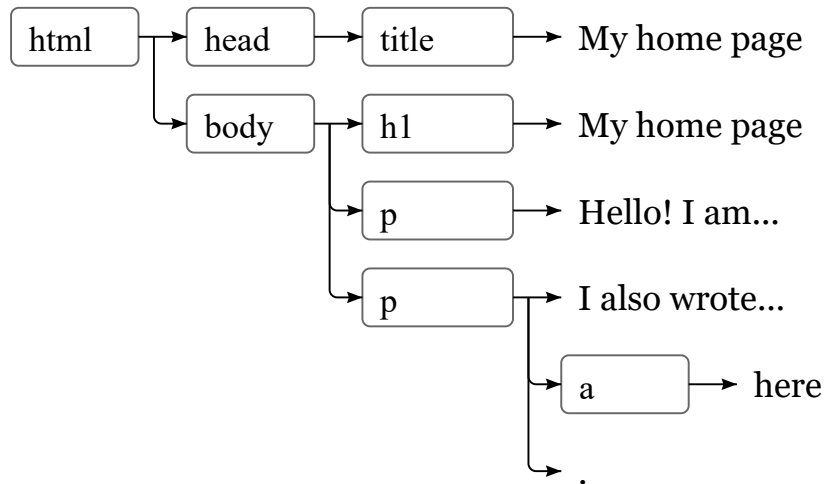 html head title My home page
body h1 My home page
p Hello! I am...
p I also wrote...
a here
.